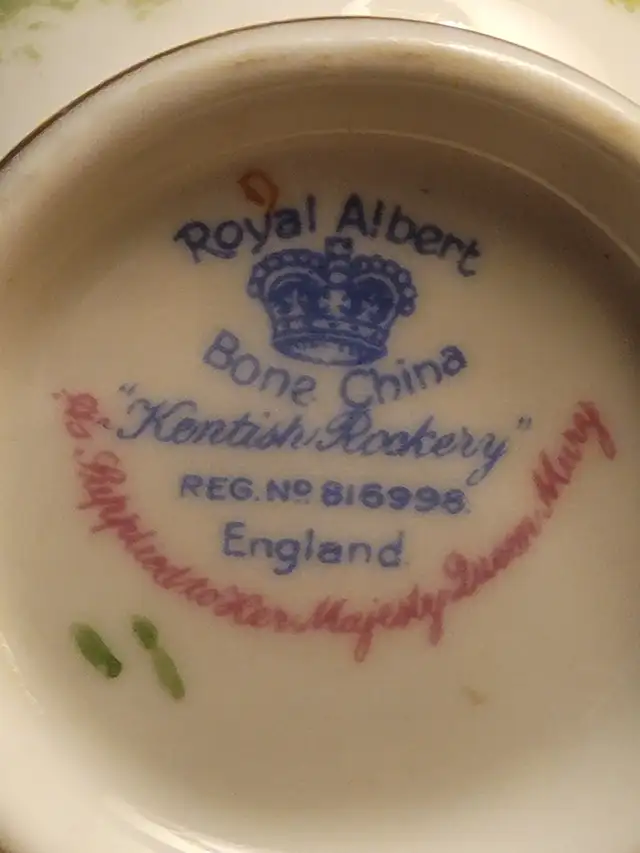 Royal Albert
Bone China
"Kentish Rockery"
REG. No 816998.
England.
As Supplied to Her Majesty Queen Mary